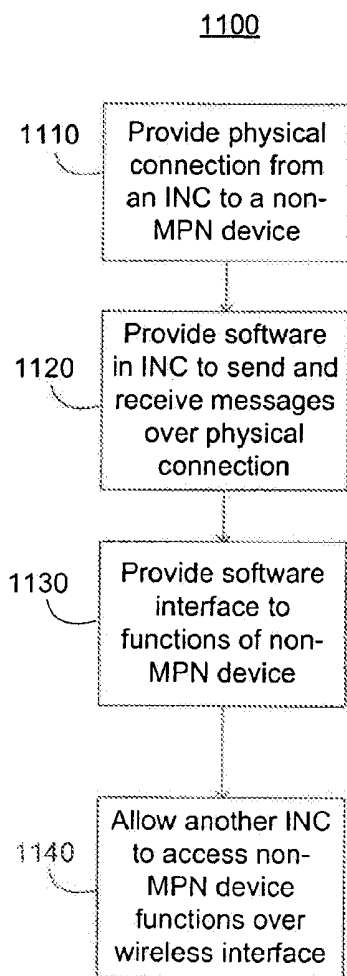 1100
1110
Provide physical
connection from
an INC to a non-
MPN device
1120
Provide software
in INC to send and
receive messages
over physical
connection
1130
Provide software
interface to
functions of non-
MPN device
1140
Allow another INC
to access non-
MPN device
functions over
wireless interface